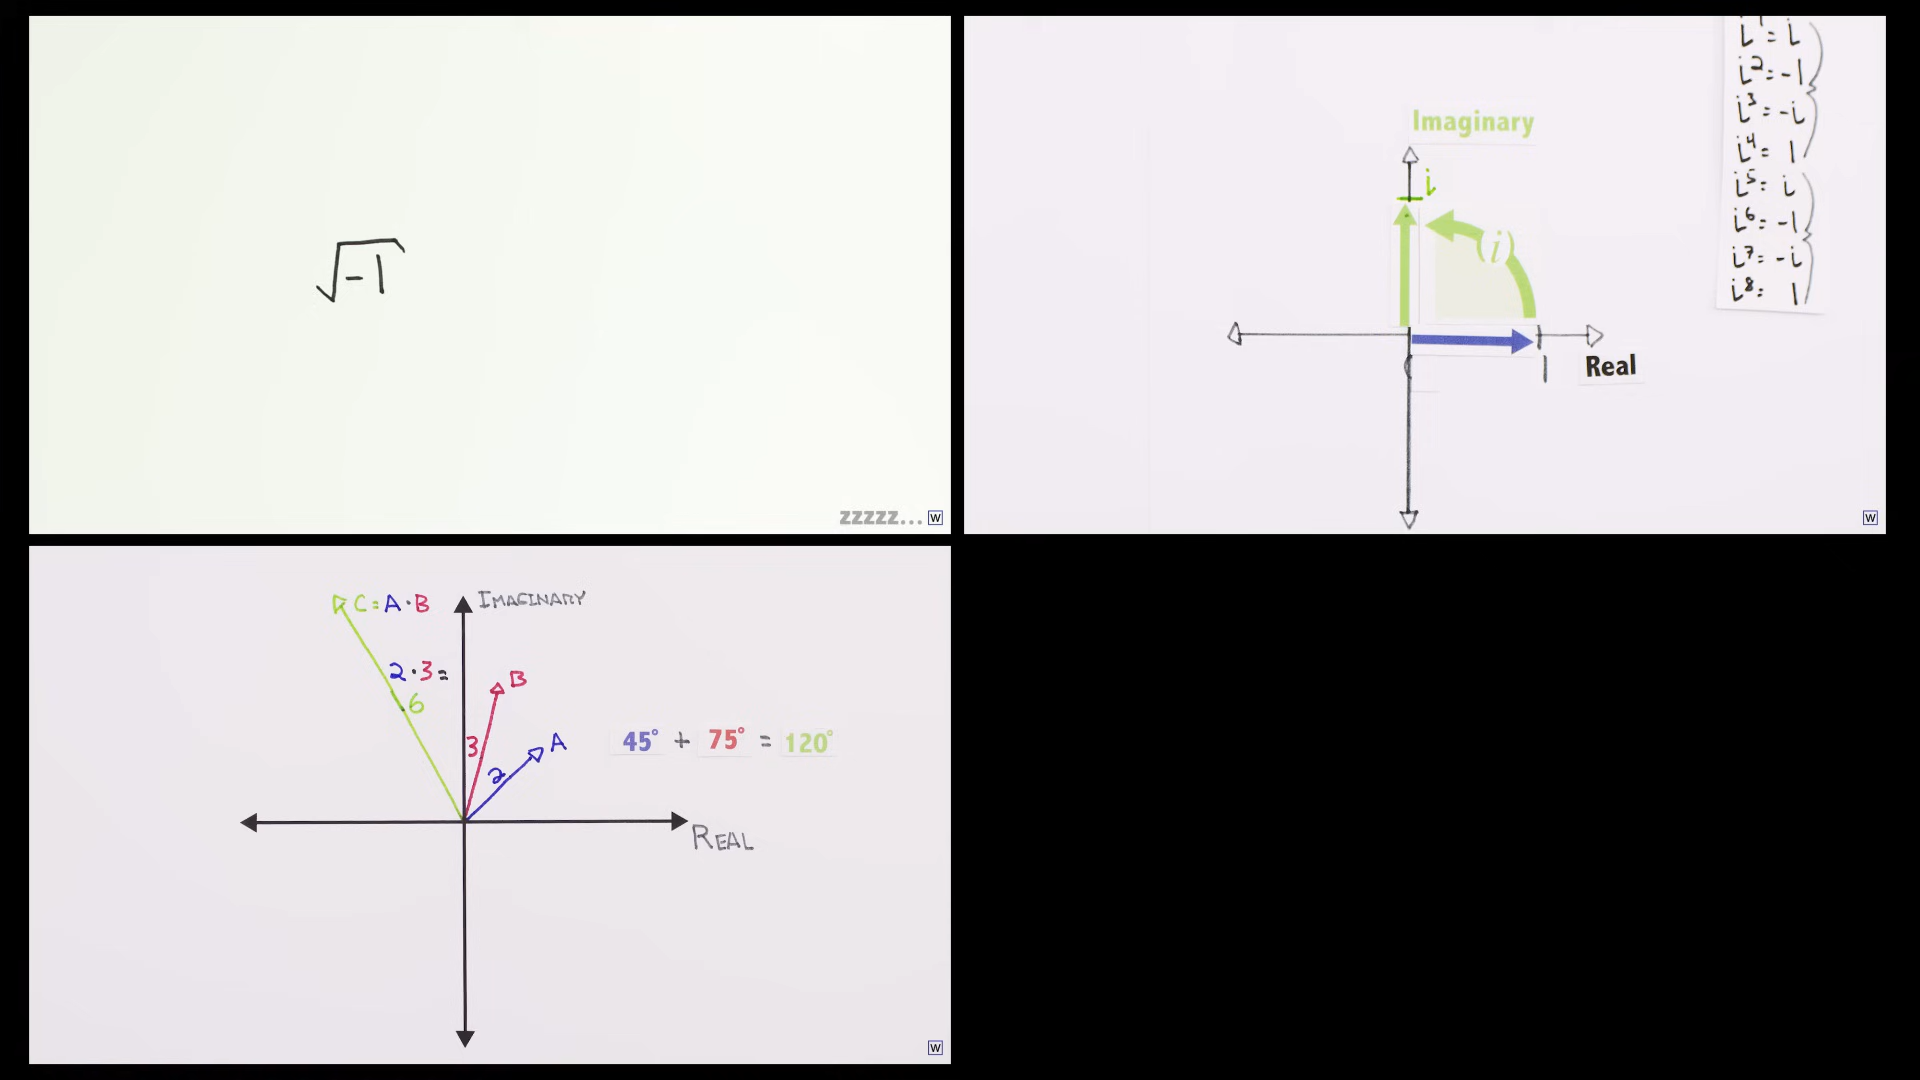 √-1
zzzzz... W
i¹ = i
i² = -1
i³ = -i
i⁴ = 1
i⁵ = i
i⁶ = -1
i⁷ = -i
i⁸ = 1
Imaginary
i
(i)
1
Real
W
C = A · B
IMAGINARY
2 · 3 =
6
B
3
A
2
45° + 75° = 120°
REAL
W